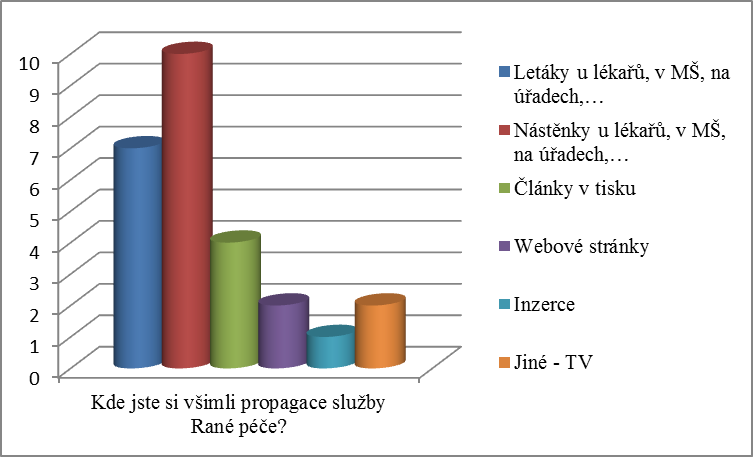 10
9
8
7
6
5
4
3
2
1
0
Kde jste si všimli propagace služby
Rané péče?
Letáky u lékařů, v MŠ, na
úřadech,…
Nástěnky u lékařů, v MŠ,
na úřadech,…
Články v tisku
Webové stránky
Inzerce
Jiné - TV